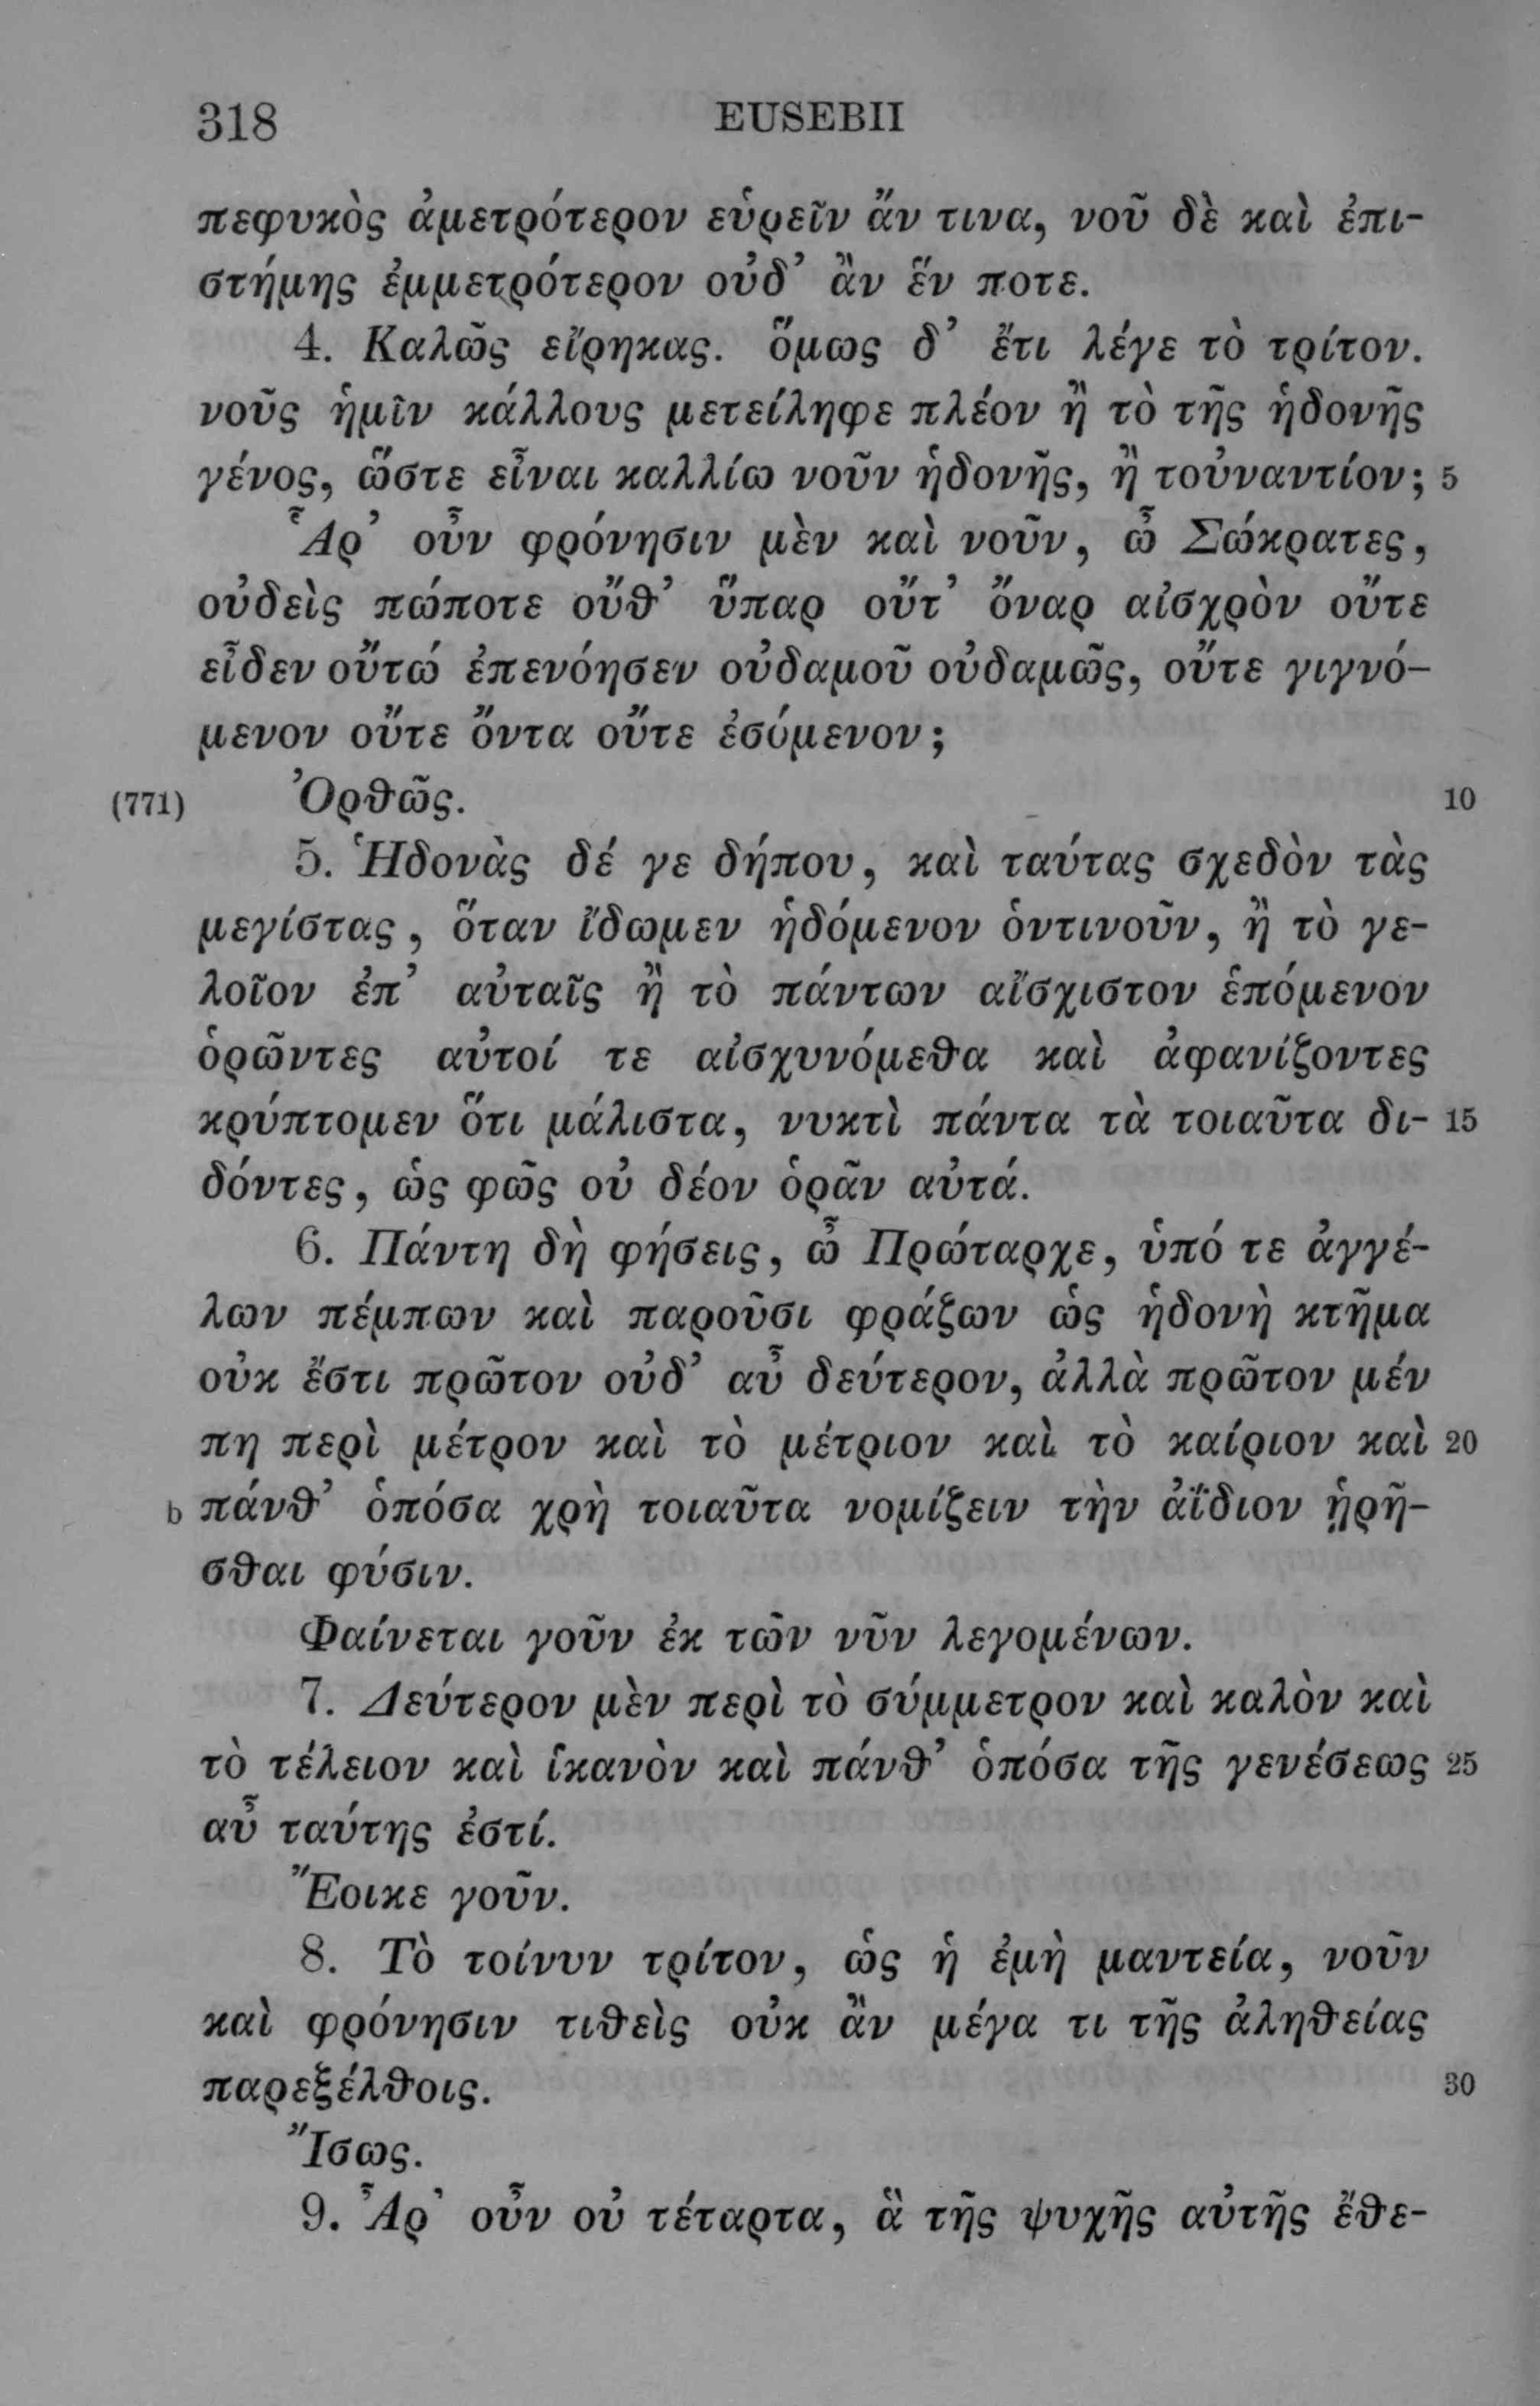 318 EUSEBII
πεφυκὸς ἀμετρότερον εὑρεῖν ἄν τινα, νοῦ δὲ καὶ ἐπι-
στήμης ἐμμετρότερον οὐδ’ ἂν ἕν ποτε.
4. Καλῶς εἴρηκας. ὅμως δ’ ἔτι λέγε τὸ τρίτον.
νοῦς ἡμῖν κάλλους μετείληφε πλέον ἢ τὸ τῆς ἡδονῆς
γένος, ὥστε εἶναι καλλίω νοῦν ἡδονῆς, ἢ τοὐναντίον; 5
Ἆρ’ οὖν φρόνησιν μὲν καὶ νοῦν, ὦ Σώκρατες,
οὐδεὶς πώποτε οὔθ’ ὕπαρ οὔτ’ ὄναρ αἰσχρὸν οὔτε
εἶδεν οὔτώ ἐπενόησεν οὐδαμοῦ οὐδαμῶς, οὔτε γιγνό-
μενον οὔτε ὄντα οὔτε ἐσόμενον;
(771) Ὀρθῶς. 10
5. Ἡδονὰς δέ γε δήπου, καὶ ταύτας σχεδὸν τὰς
μεγίστας, ὅταν ἴδωμεν ἡδόμενον ὁντινοῦν, ἢ τὸ γε-
λοῖον ἐπ’ αὐταῖς ἢ τὸ πάντων αἴσχιστον ἑπόμενον
ὁρῶντες αὐτοί τε αἰσχυνόμεθα καὶ ἀφανίζοντες
κρύπτομεν ὅτι μάλιστα, νυκτὶ πάντα τὰ τοιαῦτα δι- 15
δόντες, ὡς φῶς οὐ δέον ὁρᾶν αὐτά.
6. Πάντη δὴ φήσεις, ὦ Πρώταρχε, ὑπό τε ἀγγέ-
λων πέμπων καὶ παροῦσι φράζων ὡς ἡδονὴ κτῆμα
οὐκ ἔστι πρῶτον οὐδ’ αὖ δεύτερον, ἀλλὰ πρῶτον μέν
πη περὶ μέτρον καὶ τὸ μέτριον καὶ τὸ καίριον καὶ 20
b πάνθ’ ὁπόσα χρὴ τοιαῦτα νομίζειν τὴν ἀΐδιον ᾑρῆ-
σθαι φύσιν.
Φαίνεται γοῦν ἐκ τῶν νῦν λεγομένων.
7. Δεύτερον μὲν περὶ τὸ σύμμετρον καὶ καλὸν καὶ
τὸ τέλειον καὶ ἱκανὸν καὶ πάνθ’ ὁπόσα τῆς γενέσεως 25
αὖ ταύτης ἐστί.
Ἔοικε γοῦν.
8. Τὸ τοίνυν τρίτον, ὡς ἡ ἐμὴ μαντεία, νοῦν
καὶ φρόνησιν τιθεὶς οὐκ ἂν μέγα τι τῆς ἀληθείας
παρεξέλθοις. 30
Ἴσως.
9. Ἆρ’ οὖν οὐ τέταρτα, ἃ τῆς ψυχῆς αὐτῆς ἔθε-